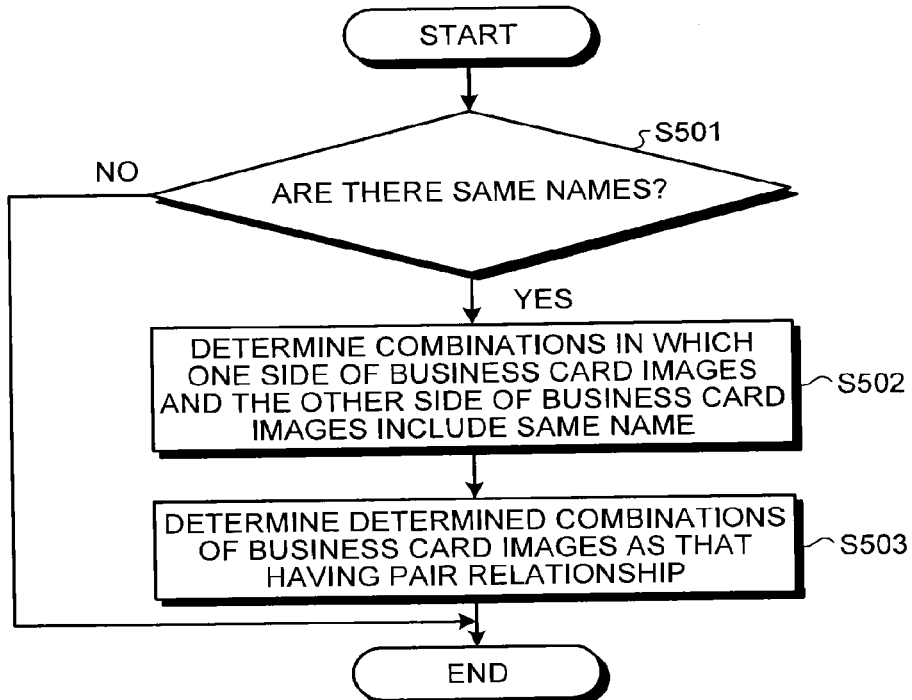 START
S501
NO
ARE THERE SAME NAMES?
YES
DETERMINE COMBINATIONS IN WHICH
ONE SIDE OF BUSINESS CARD IMAGES
AND THE OTHER SIDE OF BUSINESS CARD
IMAGES INCLUDE SAME NAME
S502
DETERMINE DETERMINED COMBINATIONS
OF BUSINESS CARD IMAGES AS THAT
HAVING PAIR RELATIONSHIP
S503
END